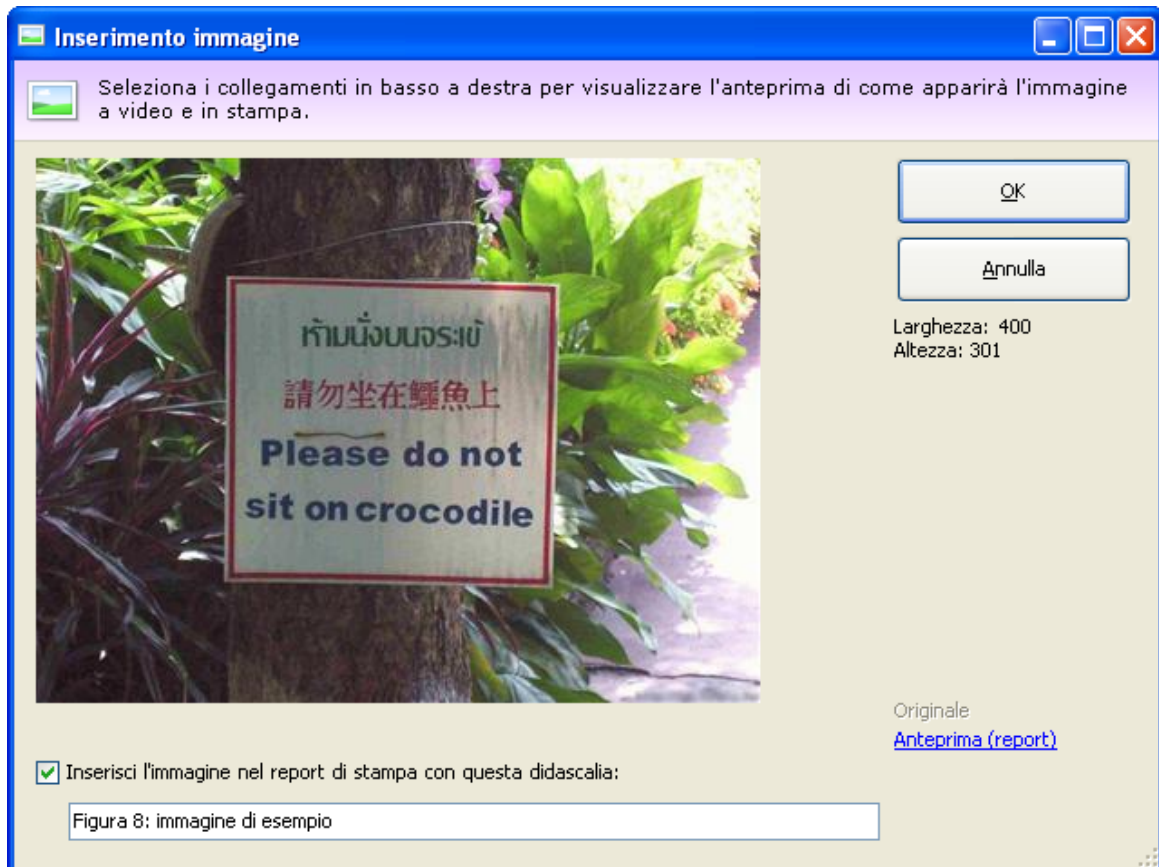 Inserimento immagine
Seleziona i collegamenti in basso a destra per visualizzare l'anteprima di come apparirà l'immagine
a video e in stampa.
ห้ามนั่งบนจระเข้
請勿坐在鱷魚上
Please do not
sit on crocodile
OK
Annulla
Larghezza: 400
Altezza: 301
Originale
Anteprima (report)
Inserisci l'immagine nel report di stampa con questa didascalia:
Figura 8: immagine di esempio